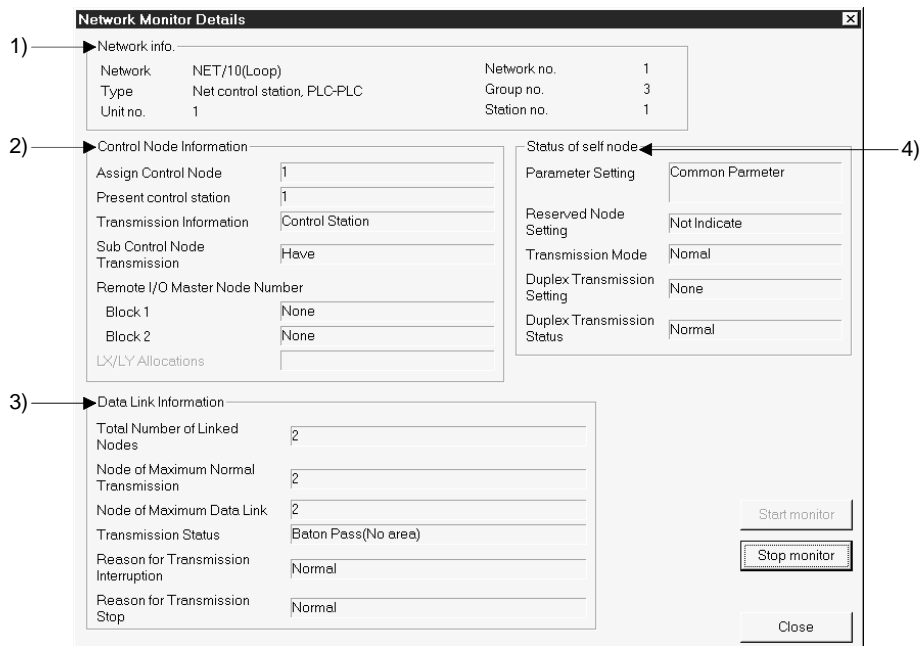 Network Monitor Details
1)
Network info.
Network NET/10(Loop) Network no. 1
Type Net control station, PLC-PLC Group no. 3
Unit no. 1 Station no. 1
2)
Control Node Information
Assign Control Node 1
Present control station 1
Transmission Information Control Station
Sub Control Node
Transmission Have
Remote I/O Master Node Number
Block 1 None
Block 2 None
LX/LY Allocations
Status of self node
4)
Parameter Setting Common Parmeter
Reserved Node
Setting Not Indicate
Transmission Mode Nomal
Duplex Transmission
Setting None
Duplex Transmission
Status Normal
3)
Data Link Information
Total Number of Linked
Nodes 2
Node of Maximum Normal
Transmission 2
Node of Maximum Data Link 2
Transmission Status Baton Pass(No area)
Reason for Transmission
Interruption Normal
Reason for Transmission
Stop Normal
Start monitor
Stop monitor
Close